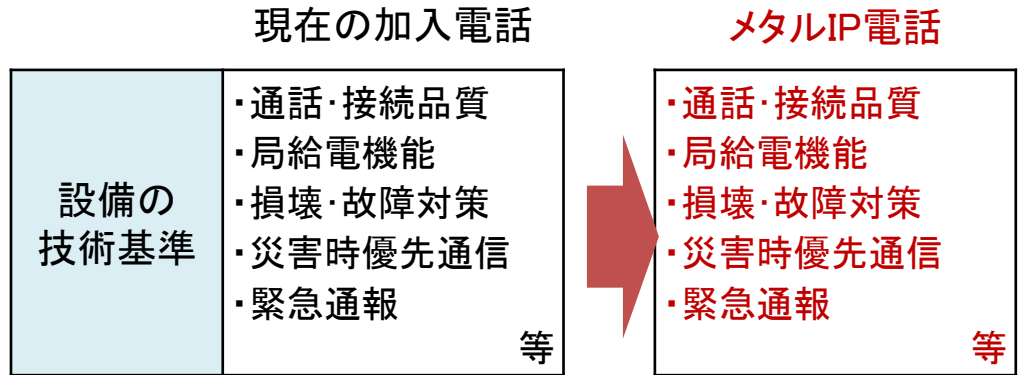 現在の加入電話
メタルIP電話
設備の
技術基準
・通話・接続品質
・局給電機能
・損壊・故障対策
・災害時優先通信
・緊急通報
等
・通話・接続品質
・局給電機能
・損壊・故障対策
・災害時優先通信
・緊急通報
等